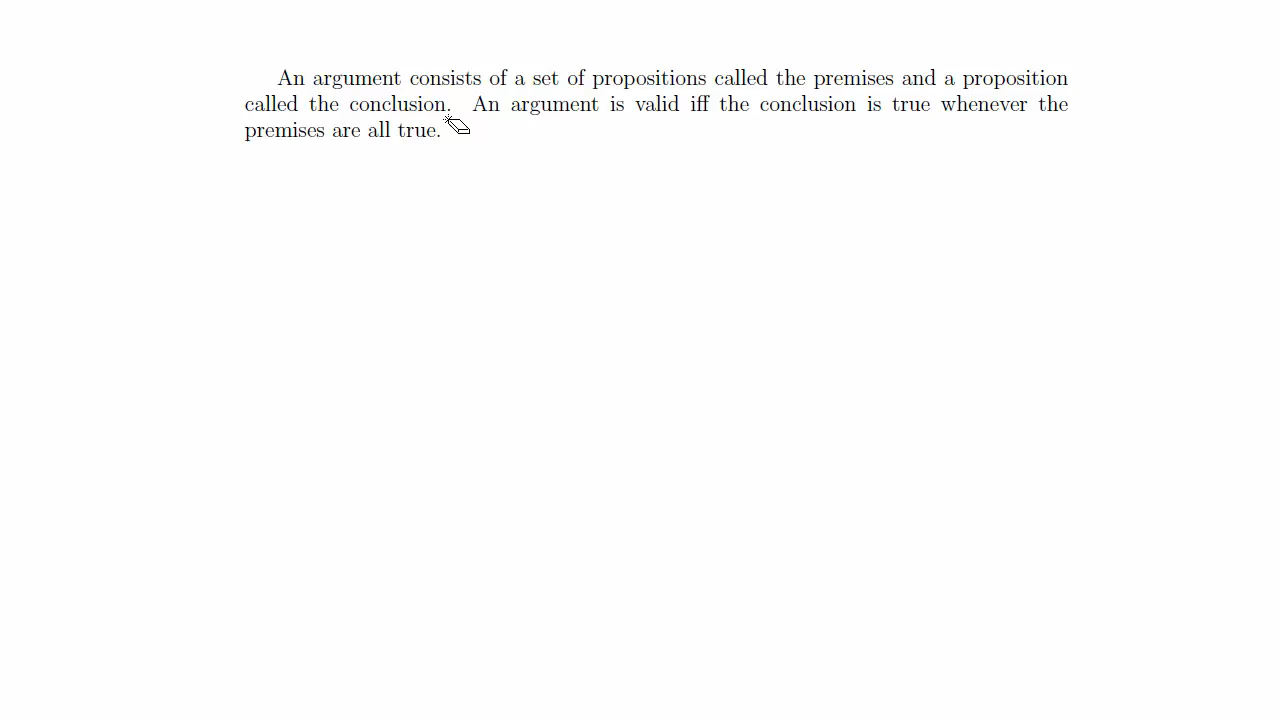 An argument consists of a set of propositions called the premises and a proposition
called the conclusion. An argument is valid iff the conclusion is true whenever the
premises are all true.